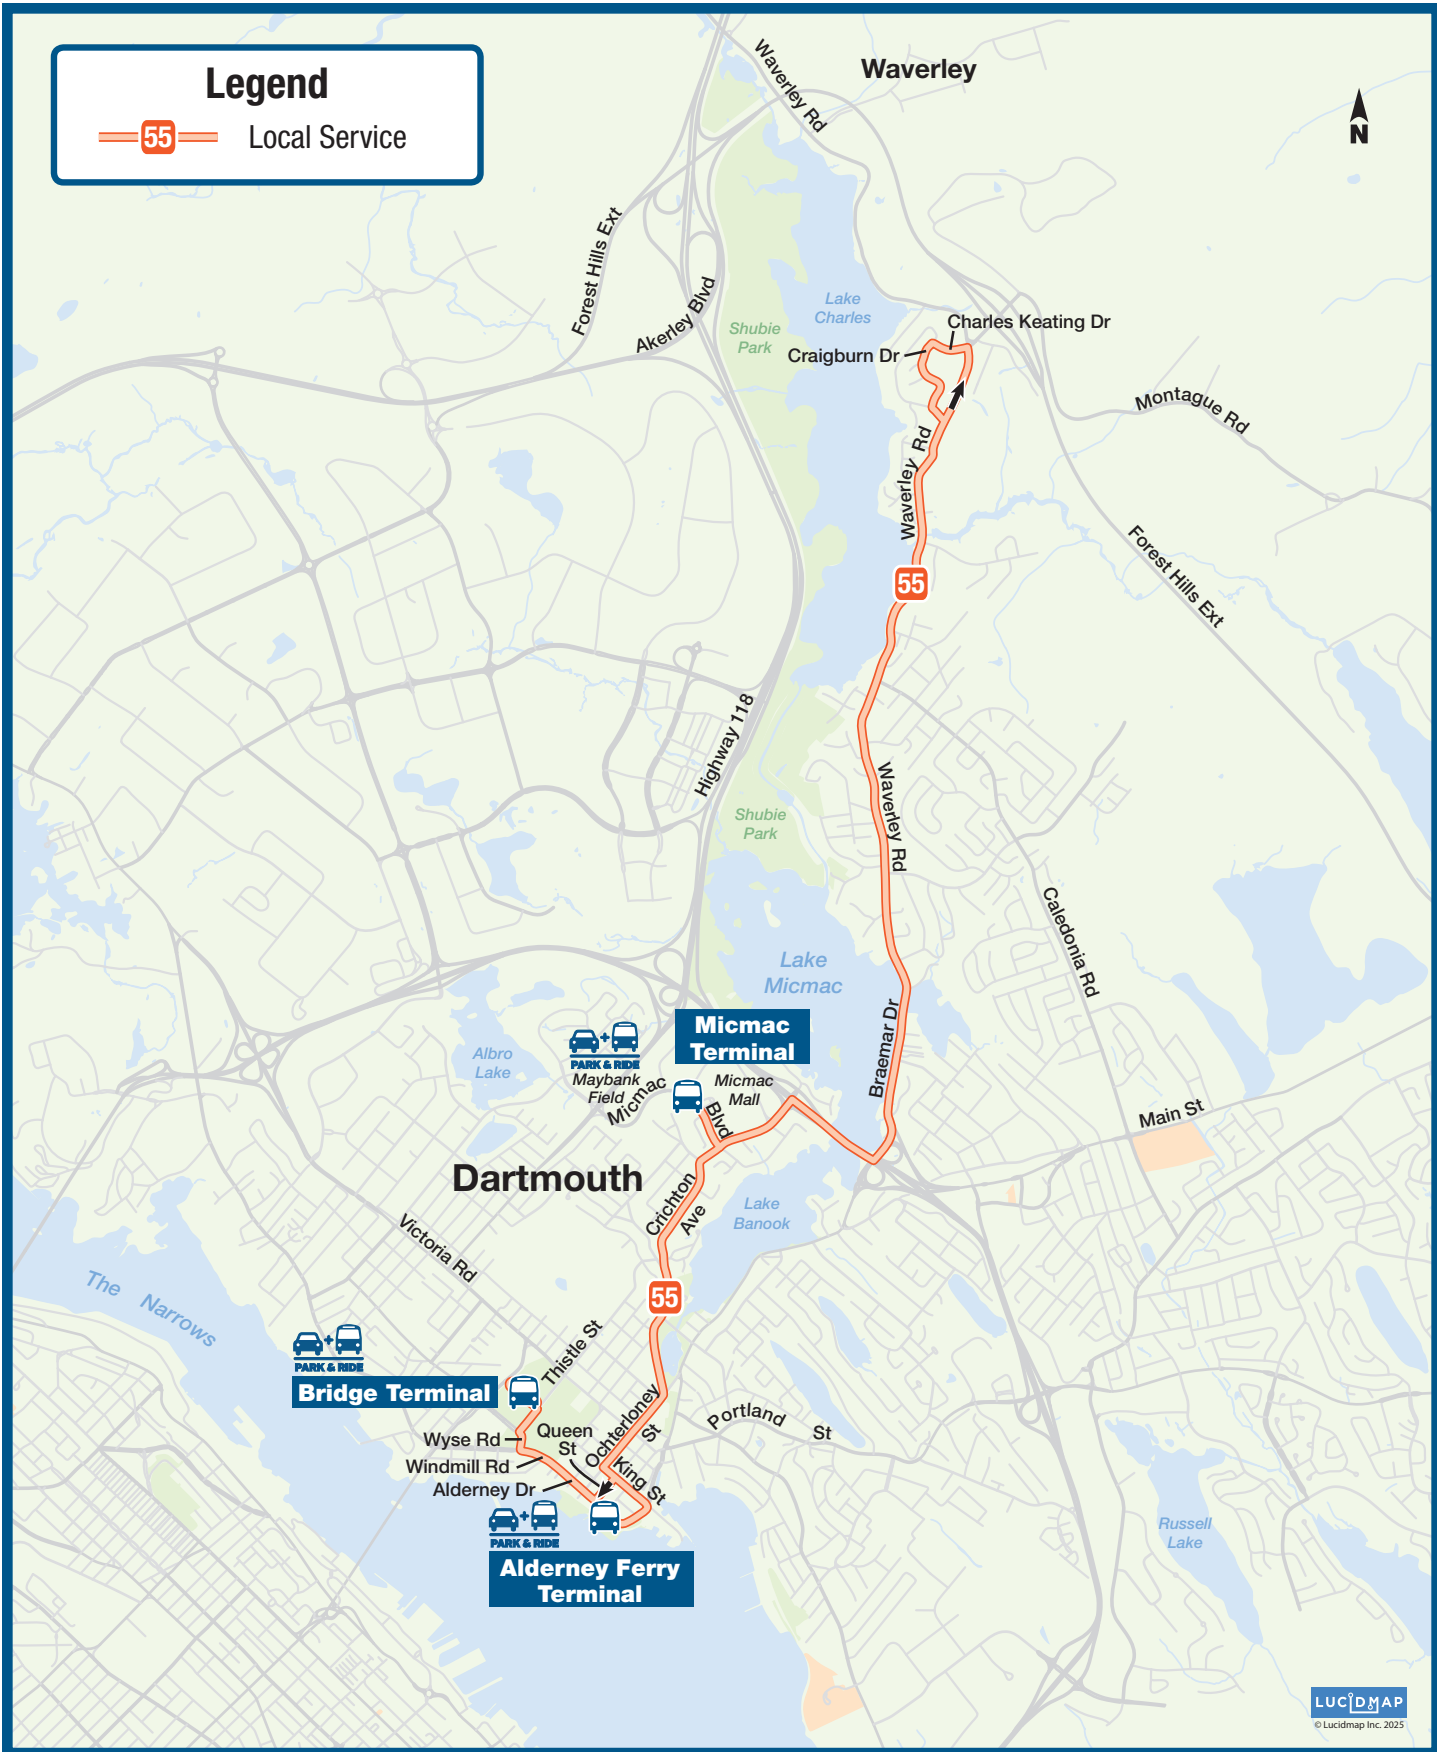 Legend
55
Local Service
Waverley
Waverley Rd
N
Forest Hills Ext
Akerley Blvd
Lake
Charles
Shubie
Park
Charles Keating Dr
Craigburn Dr
Montague Rd
Waverley Rd
Forest Hills Ext
55
Highway 118
Waverley Rd
Shubie
Park
Caledonia Rd
Lake
Micmac
Braemar Dr
Micmac
Terminal
Albro
Lake
PARK & RIDE
Maybank
Field
Micmac
Blvd
Micmac
Mall
Main St
Dartmouth
Crichton
Ave
Lake
Banook
Victoria Rd
The Narrows
55
PARK & RIDE
Bridge Terminal
Thistle St
Ochterloney
St
Portland
St
Wyse Rd
Queen
St
Windmill Rd
King St
Alderney Dr
PARK & RIDE
Alderney Ferry
Terminal
Russell
Lake
LUCIDMAP
© Lucidmap Inc. 2025